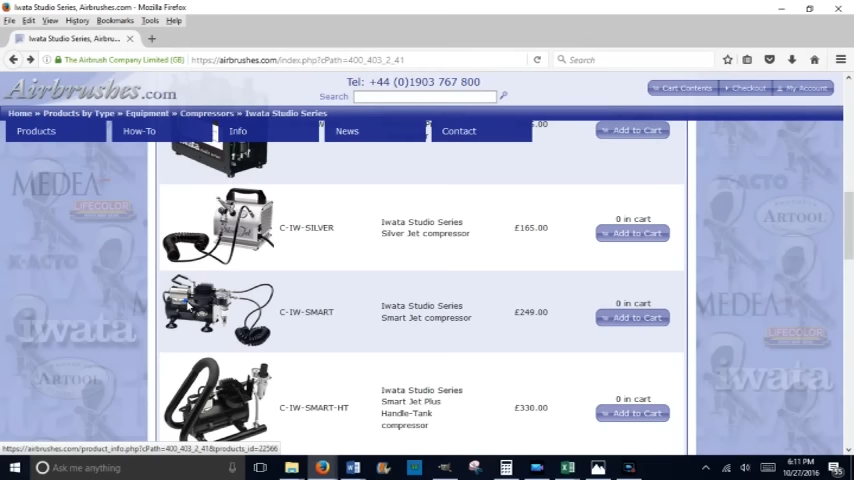 Iwata Studio Series, Airbrushes.com - Mozilla Firefox
File Edit View History Bookmarks Tools Help
Iwata Studio Series, Airbru...
The Airbrush Company Limited (GB) https://airbrushes.com/index.php?cPath=400_403_2_41 Search
Airbrushes.com
Tel: +44 (0)1903 767 800
Search
Cart Contents Checkout My Account
Home » Products by Type » Equipment » Compressors » Iwata Studio Series
Products How-To Info News Contact
5.00 Add to Cart
C-IW-SILVER
Iwata Studio Series
Silver Jet compressor
£165.00
0 in cart
Add to Cart
C-IW-SMART
Iwata Studio Series
Smart Jet compressor
£249.00
0 in cart
Add to Cart
C-IW-SMART-HT
Iwata Studio Series
Smart Jet Plus
Handle-Tank
compressor
£330.00
0 in cart
Add to Cart
MEDEA
LIFECOLOR
X-ACTO
iwata
ARTOOL
X-ACTO
ARTOOL
MEDEA
LIFECOLOR
iwata
https://airbrushes.com/product_info.php?cPath=400_403_2_41&products_id=22566
Ask me anything
6:11 PM
10/27/2016